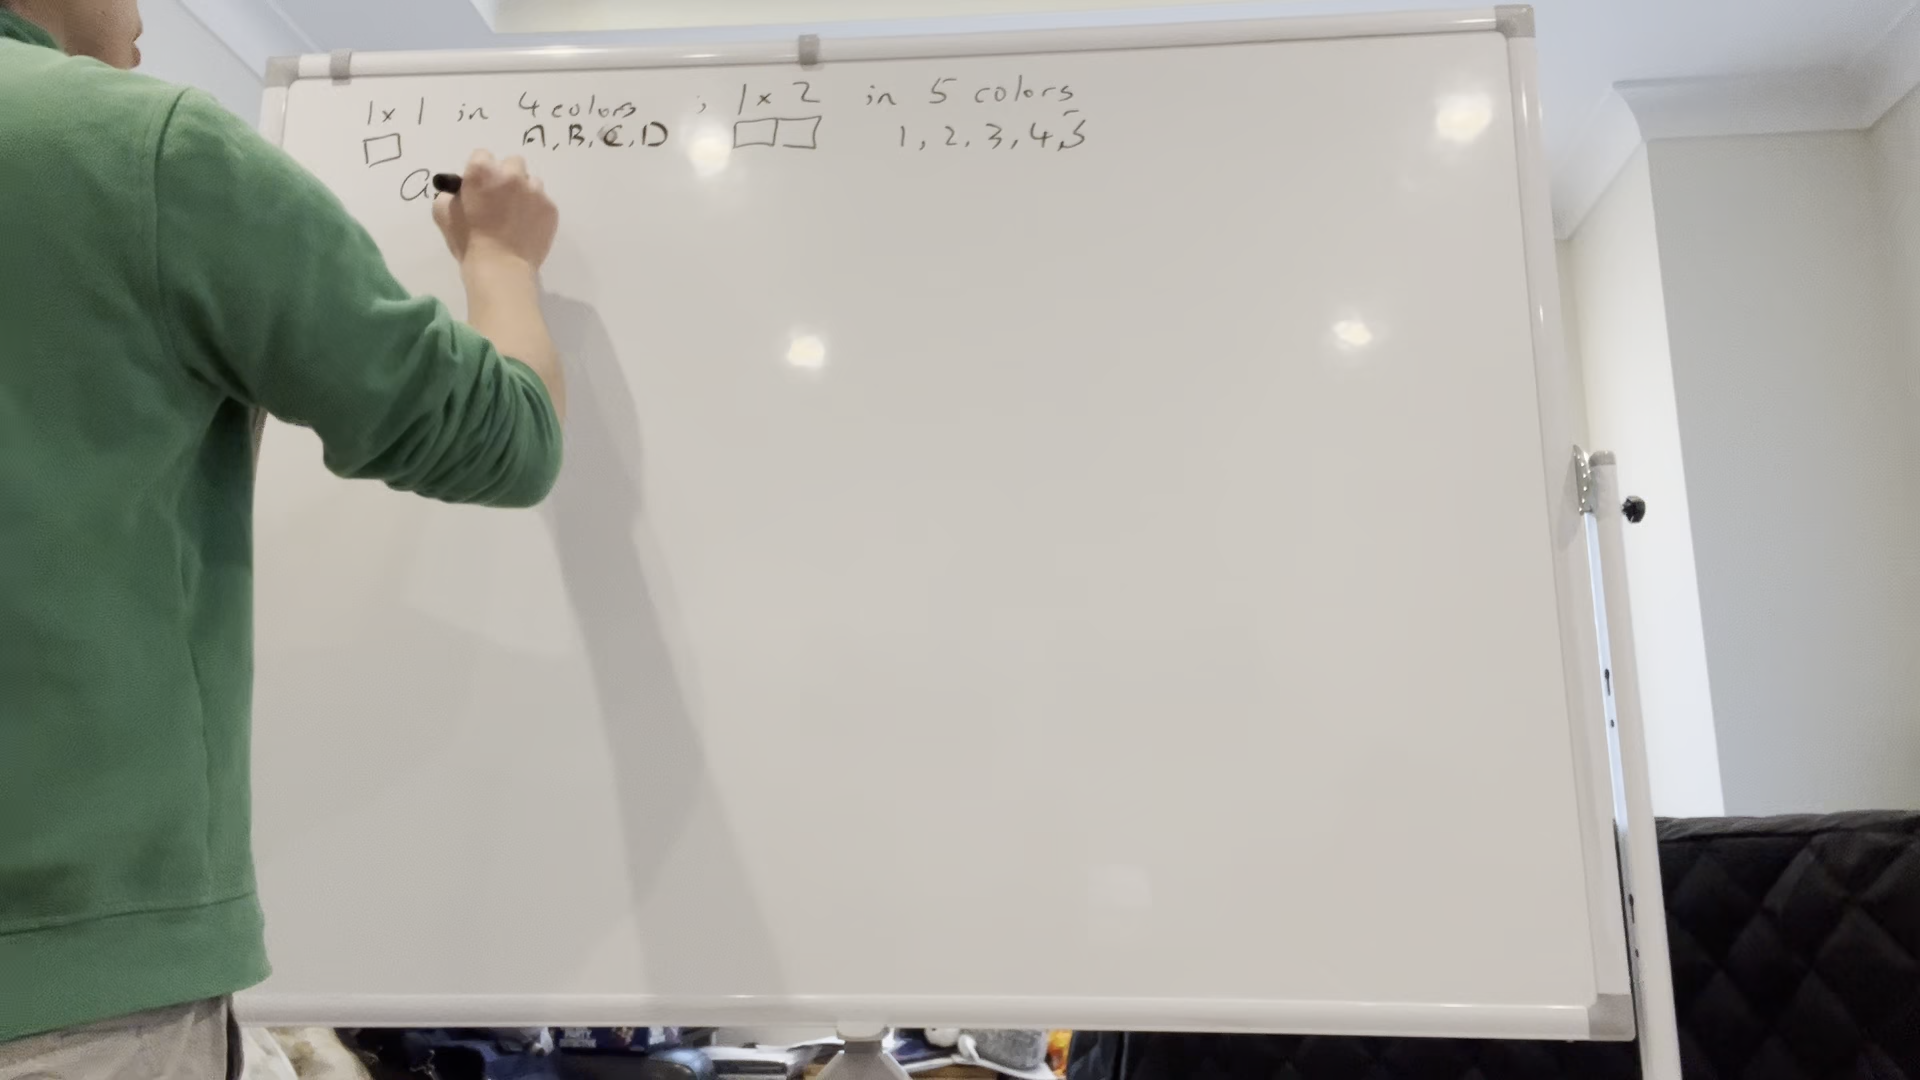 1x1 in 4 colors ; 1x2 in 5 colors
A, B, C, D 1, 2, 3, 4, 5
a